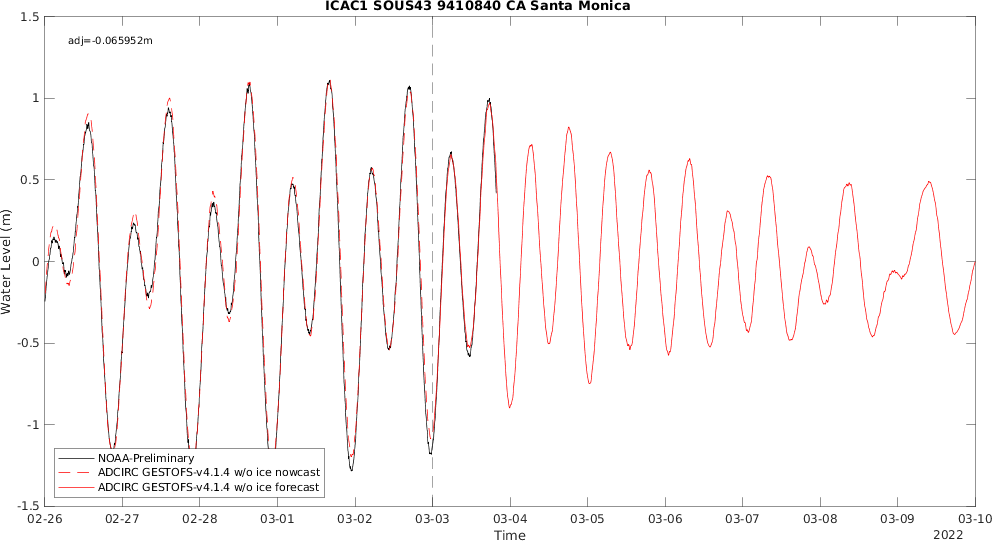 ICAC1 SOUS43 9410840 CA Santa Monica
adj=-0.065952m
1.5
1
0.5
0
-0.5
-1
-1.5
Water Level (m)
NOAA-Preliminary
ADCIRC GESTOFS-v4.1.4 w/o ice nowcast
ADCIRC GESTOFS-v4.1.4 w/o ice forecast
02-26 02-27 02-28 03-01 03-02 03-03 03-04 03-05 03-06 03-07 03-08 03-09 03-10
Time
2022